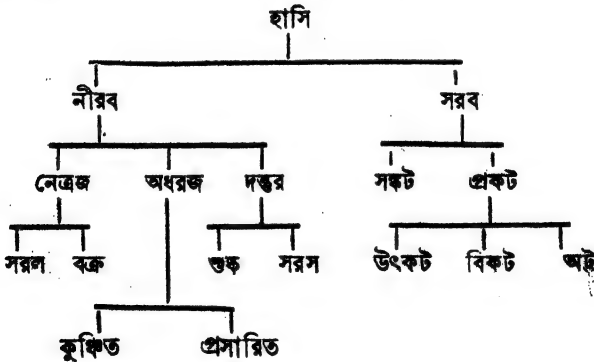 হাসি
নীরব সরব
নেত্রজ অধরজ দন্তুর সঙ্কট প্রকট
সরল বক্র শুষ্ক সরস উৎকট বিকট অট্ট
কুঞ্চিত প্রসারিত